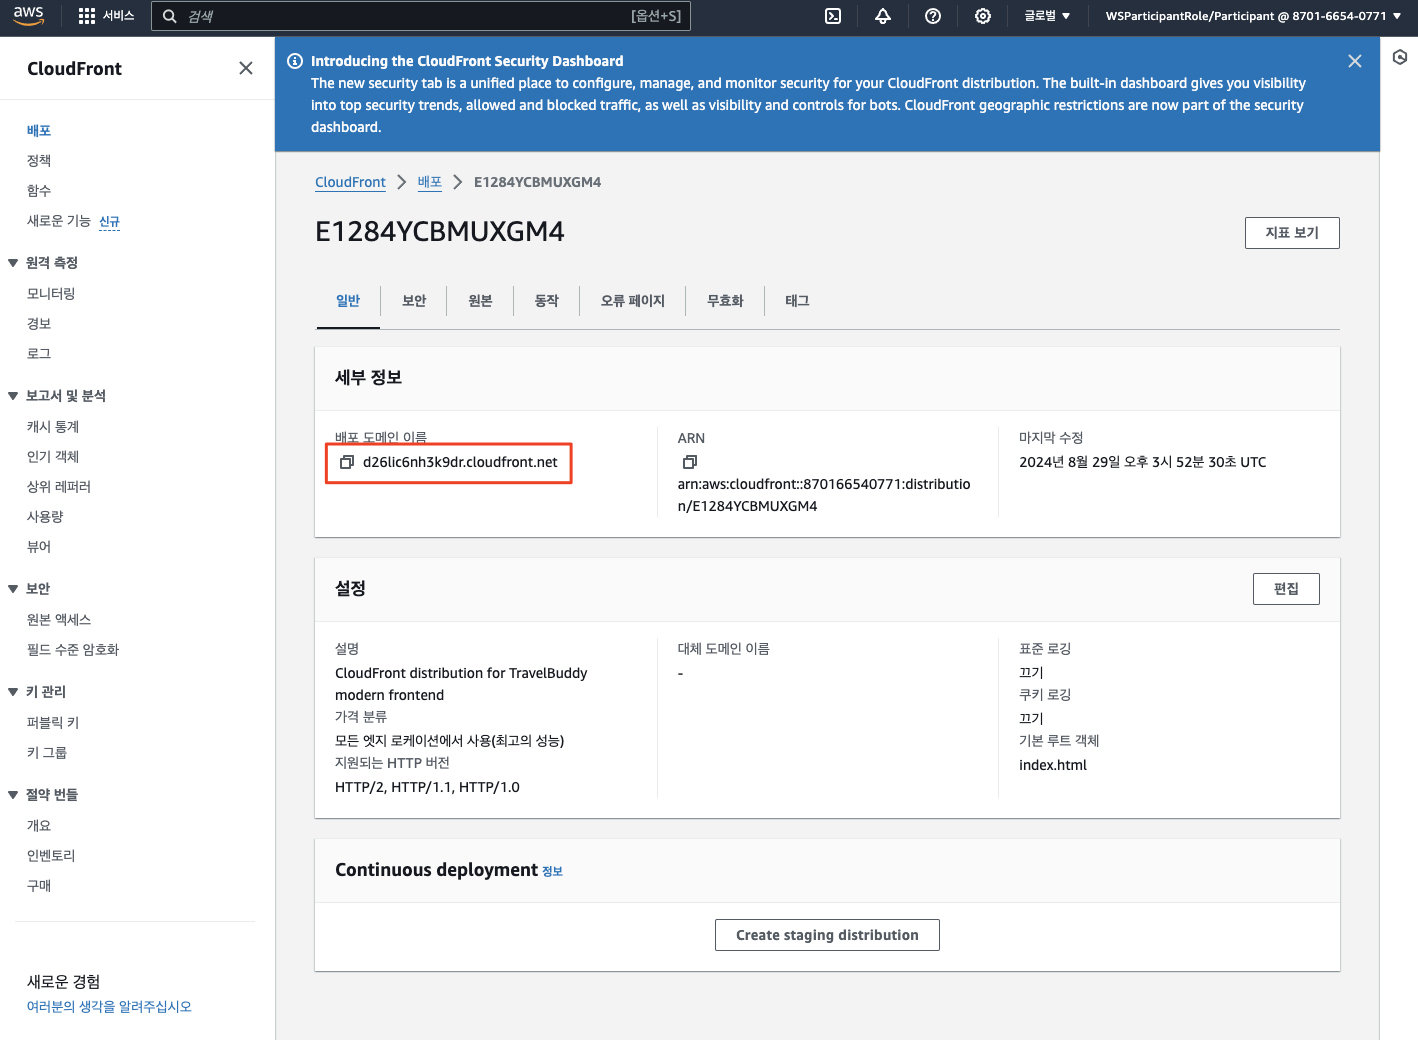 aws
서비스
검색
[옵션+S]
글로벌
WSParticipantRole/Participant @ 8701-6654-0771
CloudFront
배포
정책
함수
새로운 기능 신규
원격 측정
모니터링
경보
로그
보고서 및 분석
캐시 통계
인기 객체
상위 레퍼러
사용량
뷰어
보안
원본 액세스
필드 수준 암호화
키 관리
퍼블릭 키
키 그룹
절약 번들
개요
인벤토리
구매
새로운 경험
여러분의 생각을 알려주십시오
Introducing the CloudFront Security Dashboard
The new security tab is a unified place to configure, manage, and monitor security for your CloudFront distribution. The built-in dashboard gives you visibility
into top security trends, allowed and blocked traffic, as well as visibility and controls for bots. CloudFront geographic restrictions are now part of the security
dashboard.
CloudFront
배포
E1284YCBMUXGM4
E1284YCBMUXGM4
지표 보기
일반
보안
원본
동작
오류 페이지
무효화
태그
세부 정보
배포 도메인 이름
d26lic6nh3k9dr.cloudfront.net
ARN
arn:aws:cloudfront::870166540771:distributio
n/E1284YCBMUXGM4
마지막 수정
2024년 8월 29일 오후 3시 52분 30초 UTC
설정
편집
설명
CloudFront distribution for TravelBuddy
modern frontend
가격 분류
모든 엣지 로케이션에서 사용(최고의 성능)
지원되는 HTTP 버전
HTTP/2, HTTP/1.1, HTTP/1.0
대체 도메인 이름
-
표준 로깅
끄기
쿠키 로깅
끄기
기본 루트 객체
index.html
Continuous deployment 정보
Create staging distribution